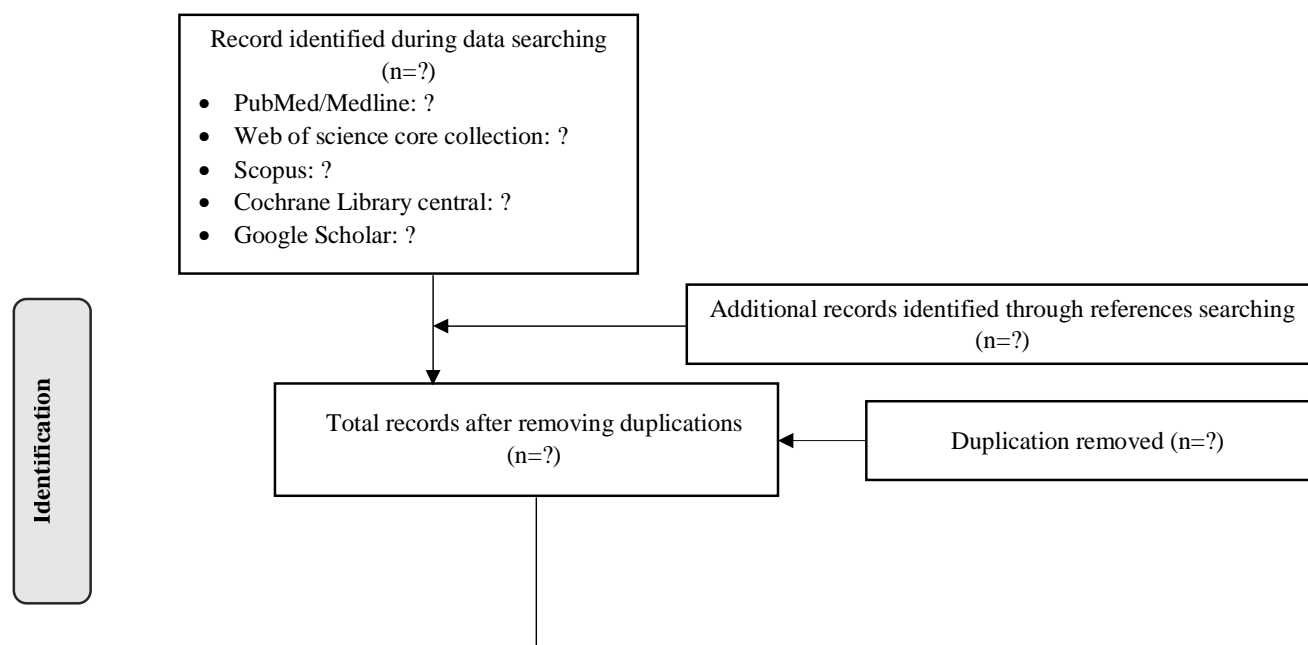 Record identified during data searching
(n=?)
• PubMed/Medline: ?
• Web of science core collection: ?
• Scopus: ?
• Cochrane Library central: ?
• Google Scholar: ?
Additional records identified through references searching
(n=?)
Total records after removing duplications
(n=?)
Duplication removed (n=?)
Identification